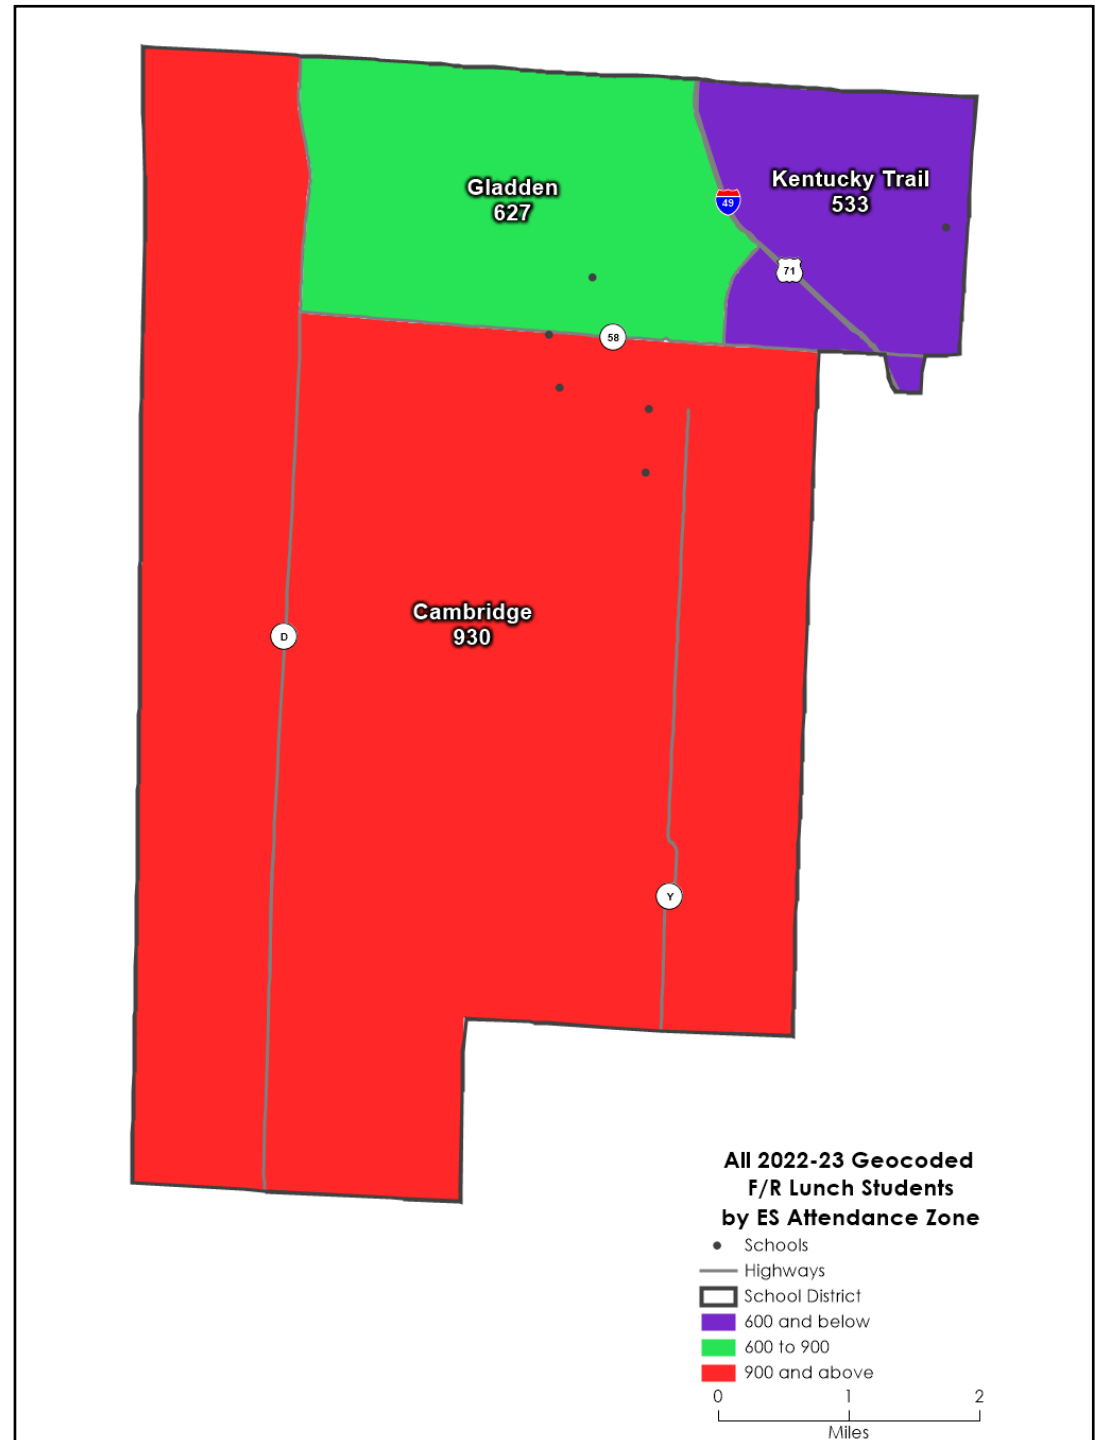 Gladden
627
Kentucky Trail
533
49
71
58
Cambridge
930
D
Y
All 2022-23 Geocoded
F/R Lunch Students
by ES Attendance Zone
Schools
Highways
School District
600 and below
600 to 900
900 and above
0 1 2
Miles